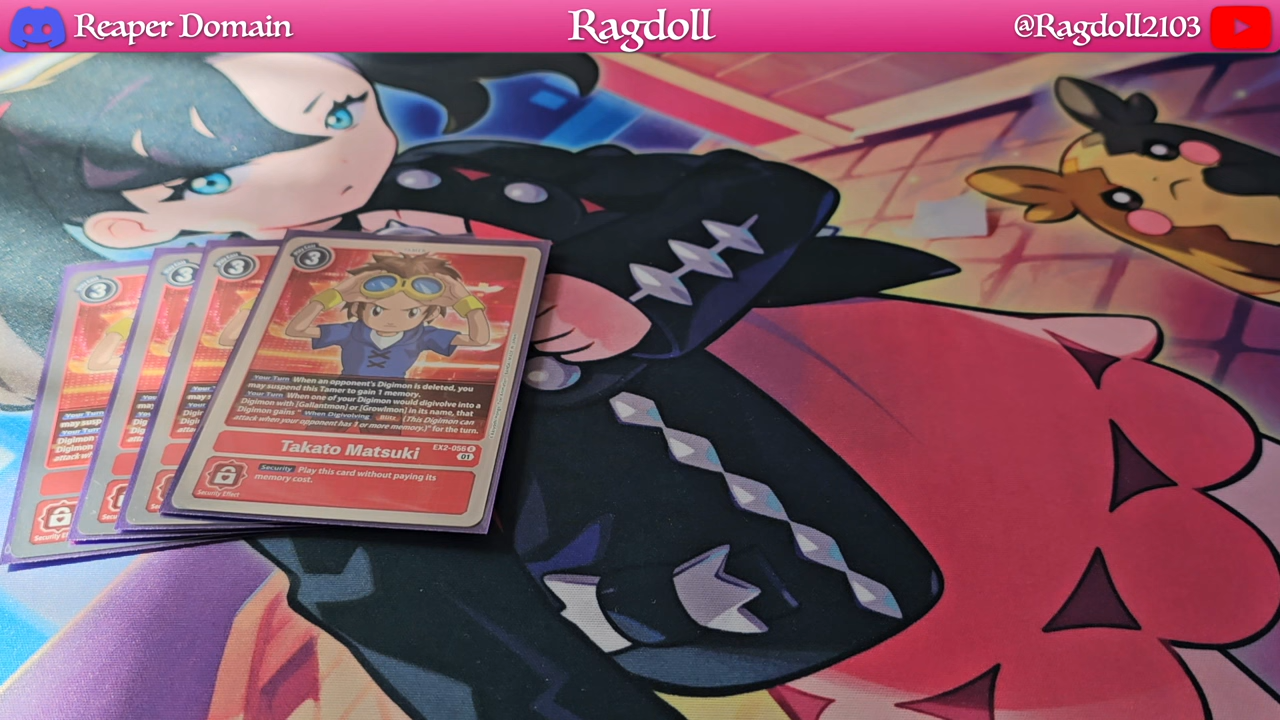 Reaper Domain
Ragdoll
@Ragdoll2103
3
3
3
3
Your Turn When an opponent's Digimon is deleted, you
may suspend this Tamer to gain 1 memory.
Your Turn When one of your Digimon would digivolve into a
Digimon with [Gallantmon] or [Growlmon] in its name, that
Digimon gains "When Digivolving Blitz (This Digimon can
attack when your opponent has 1 or more memory.)" for the turn.
Takato Matsuki
EX2-056 R
01
Security Play this card without paying its
memory cost.
Security Effect